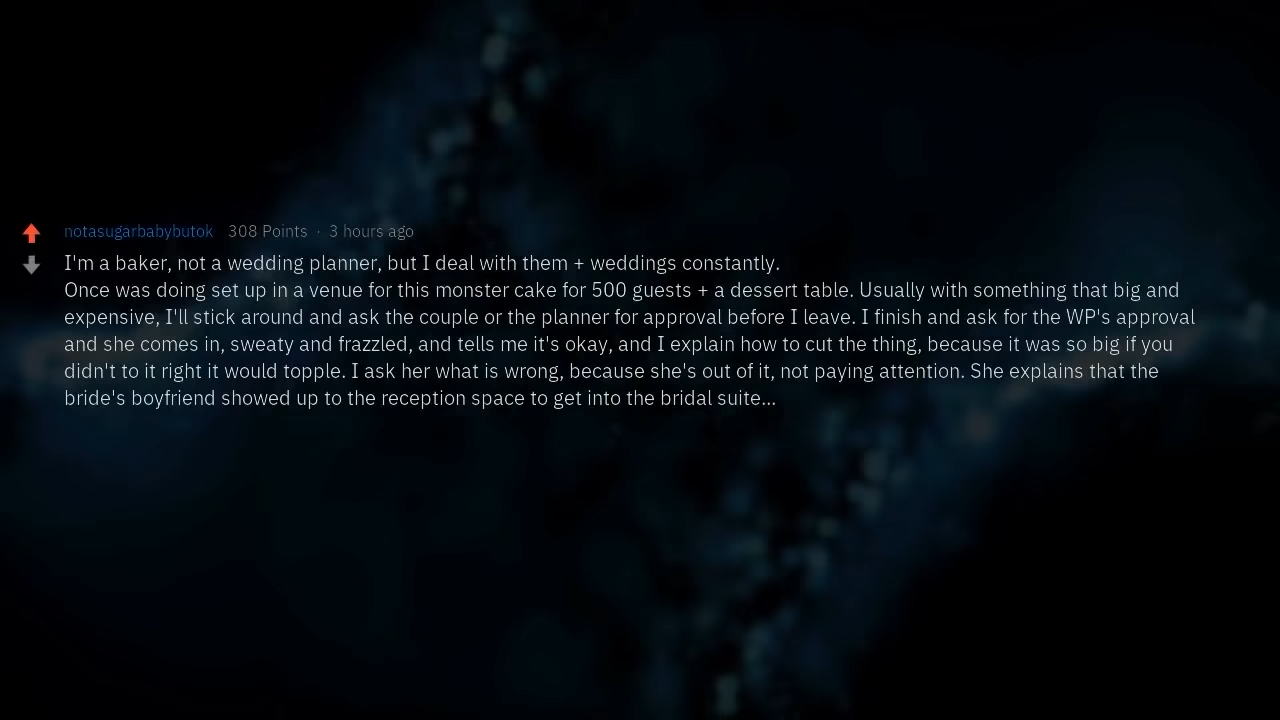 notasugarbabybutok 308 Points · 3 hours ago
I'm a baker, not a wedding planner, but I deal with them + weddings constantly.
Once was doing set up in a venue for this monster cake for 500 guests + a dessert table. Usually with something that big and
expensive, I'll stick around and ask the couple or the planner for approval before I leave. I finish and ask for the WP's approval
and she comes in, sweaty and frazzled, and tells me it's okay, and I explain how to cut the thing, because it was so big if you
didn't to it right it would topple. I ask her what is wrong, because she's out of it, not paying attention. She explains that the
bride's boyfriend showed up to the reception space to get into the bridal suite...